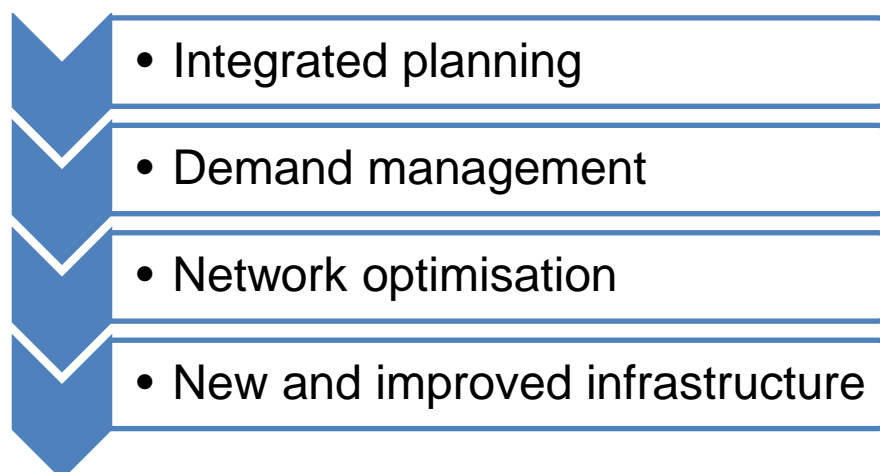 • Integrated planning
• Demand management
• Network optimisation
• New and improved infrastructure